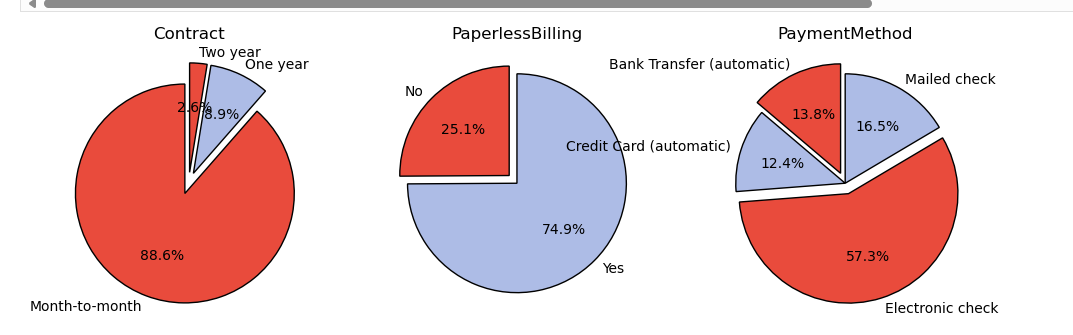 Contract
Two year
One year
2.6%
8.9%
88.6%
Month-to-month
PaperlessBilling
No
25.1%
74.9%
Yes
PaymentMethod
Bank Transfer (automatic)
Mailed check
13.8%
16.5%
Credit Card (automatic)
12.4%
57.3%
Electronic check